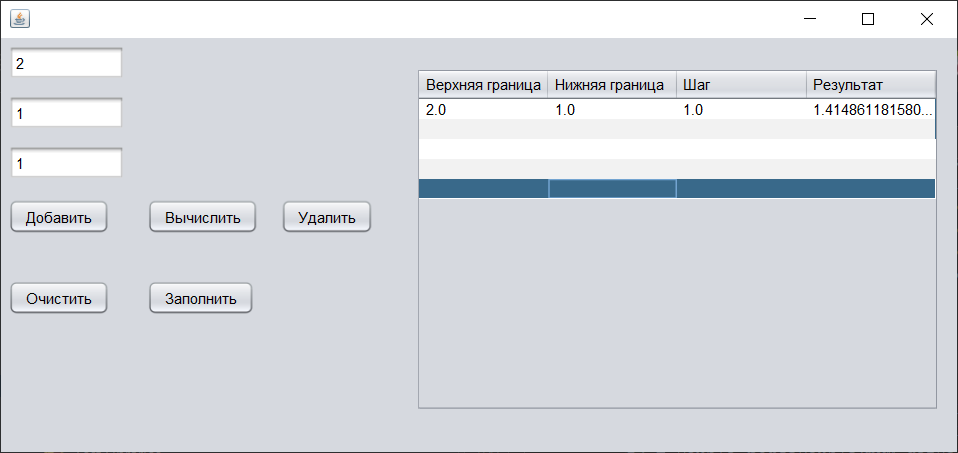 2
1
1
Добавить Вычислить Удалить
Очистить Заполнить
Верхняя граница Нижняя граница Шаг Результат
2.0 1.0 1.0 1.414861181580...